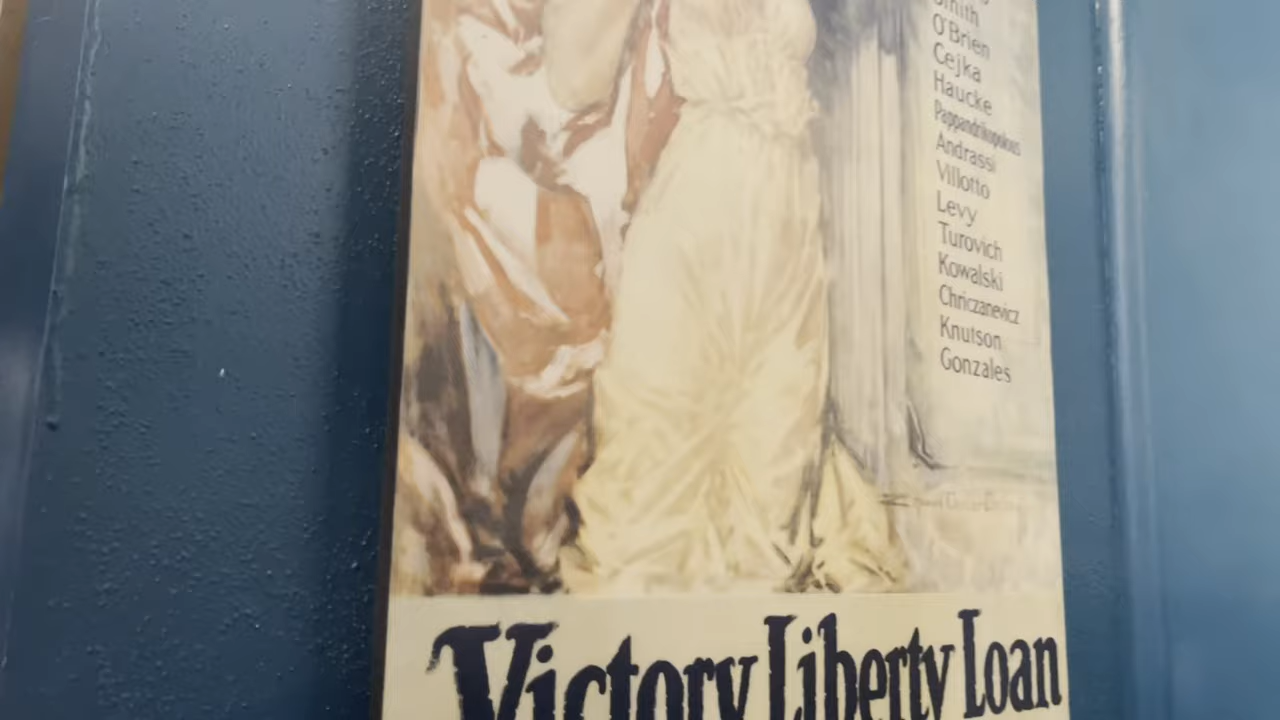 Smith
O'Brien
Cejka
Haucke
Pappandrikopolous
Andrassi
Villotto
Levy
Turovich
Kowalski
Chriczanevicz
Knutson
Gonzales
Victory Liberty Loan